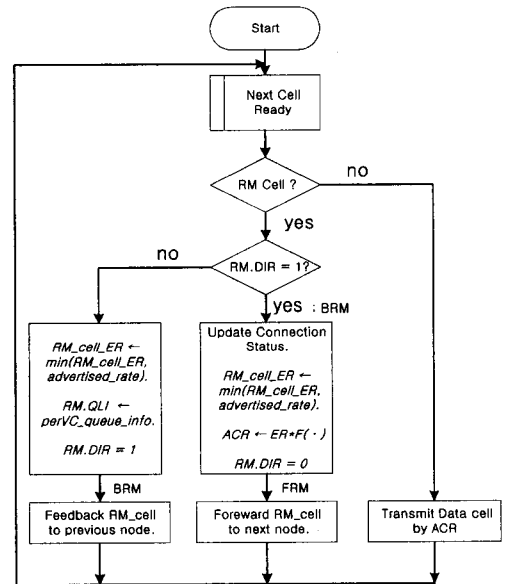 Start
Next Cell
Ready
RM Cell ?
no
yes
RM.DIR = 1?
no
yes : BRM
RM_cell_ER ←
min(RM_cell_ER,
advertised_rate).
RM.QLI ←
perVC_queue_info.
RM.DIR = 1
Update Connection
Status.
RM_cell_ER ←
min(RM_cell_ER,
advertised_rate).
ACR ← ER*F( · )
RM.DIR = 0
BRM
FRM
Feedback RM_cell
to previous node.
Foreward RM_cell
to next node.
Transmit Data cell
by ACR